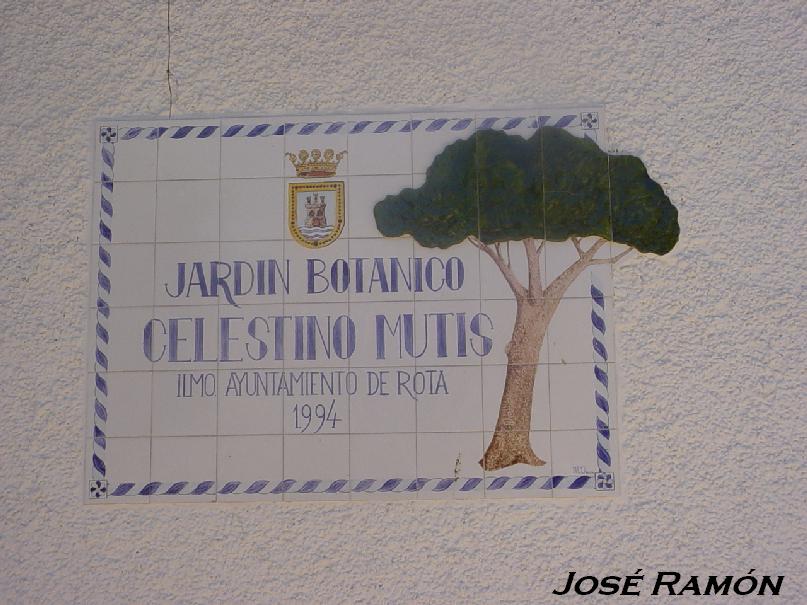 JARDIN BOTANICO
CELESTINO MUTIS
ILMO. AYUNTAMIENTO DE ROTA
1994
JOSÉ RAMÓN